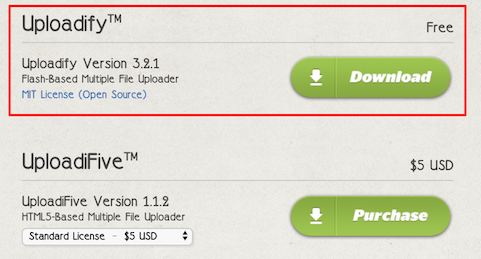 Uploadify™
Free
Uploadify Version 3.2.1
Flash-Based Multiple File Uploader
MIT License (Open Source)
Download
UploadiFive™
$5 USD
UploadiFive Version 1.1.2
HTML5-Based Multiple File Uploader
Standard License - $5 USD
Purchase